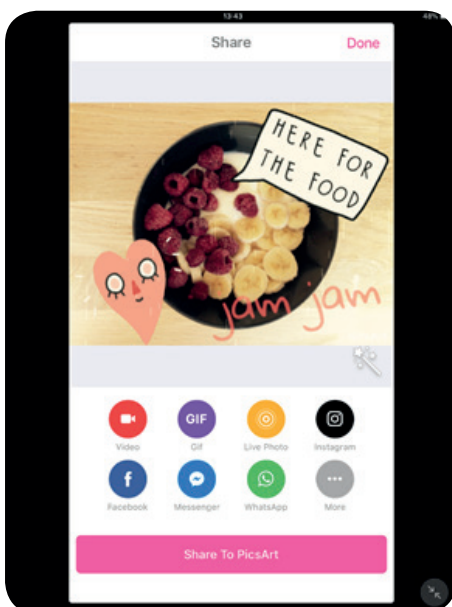 13:43
48%
Share
Done
HERE FOR
THE FOOD
jam jam
GIF
Video
Gif
Live Photo
Instagram
f
Facebook
Messenger
WhatsApp
More
Share To PicsArt